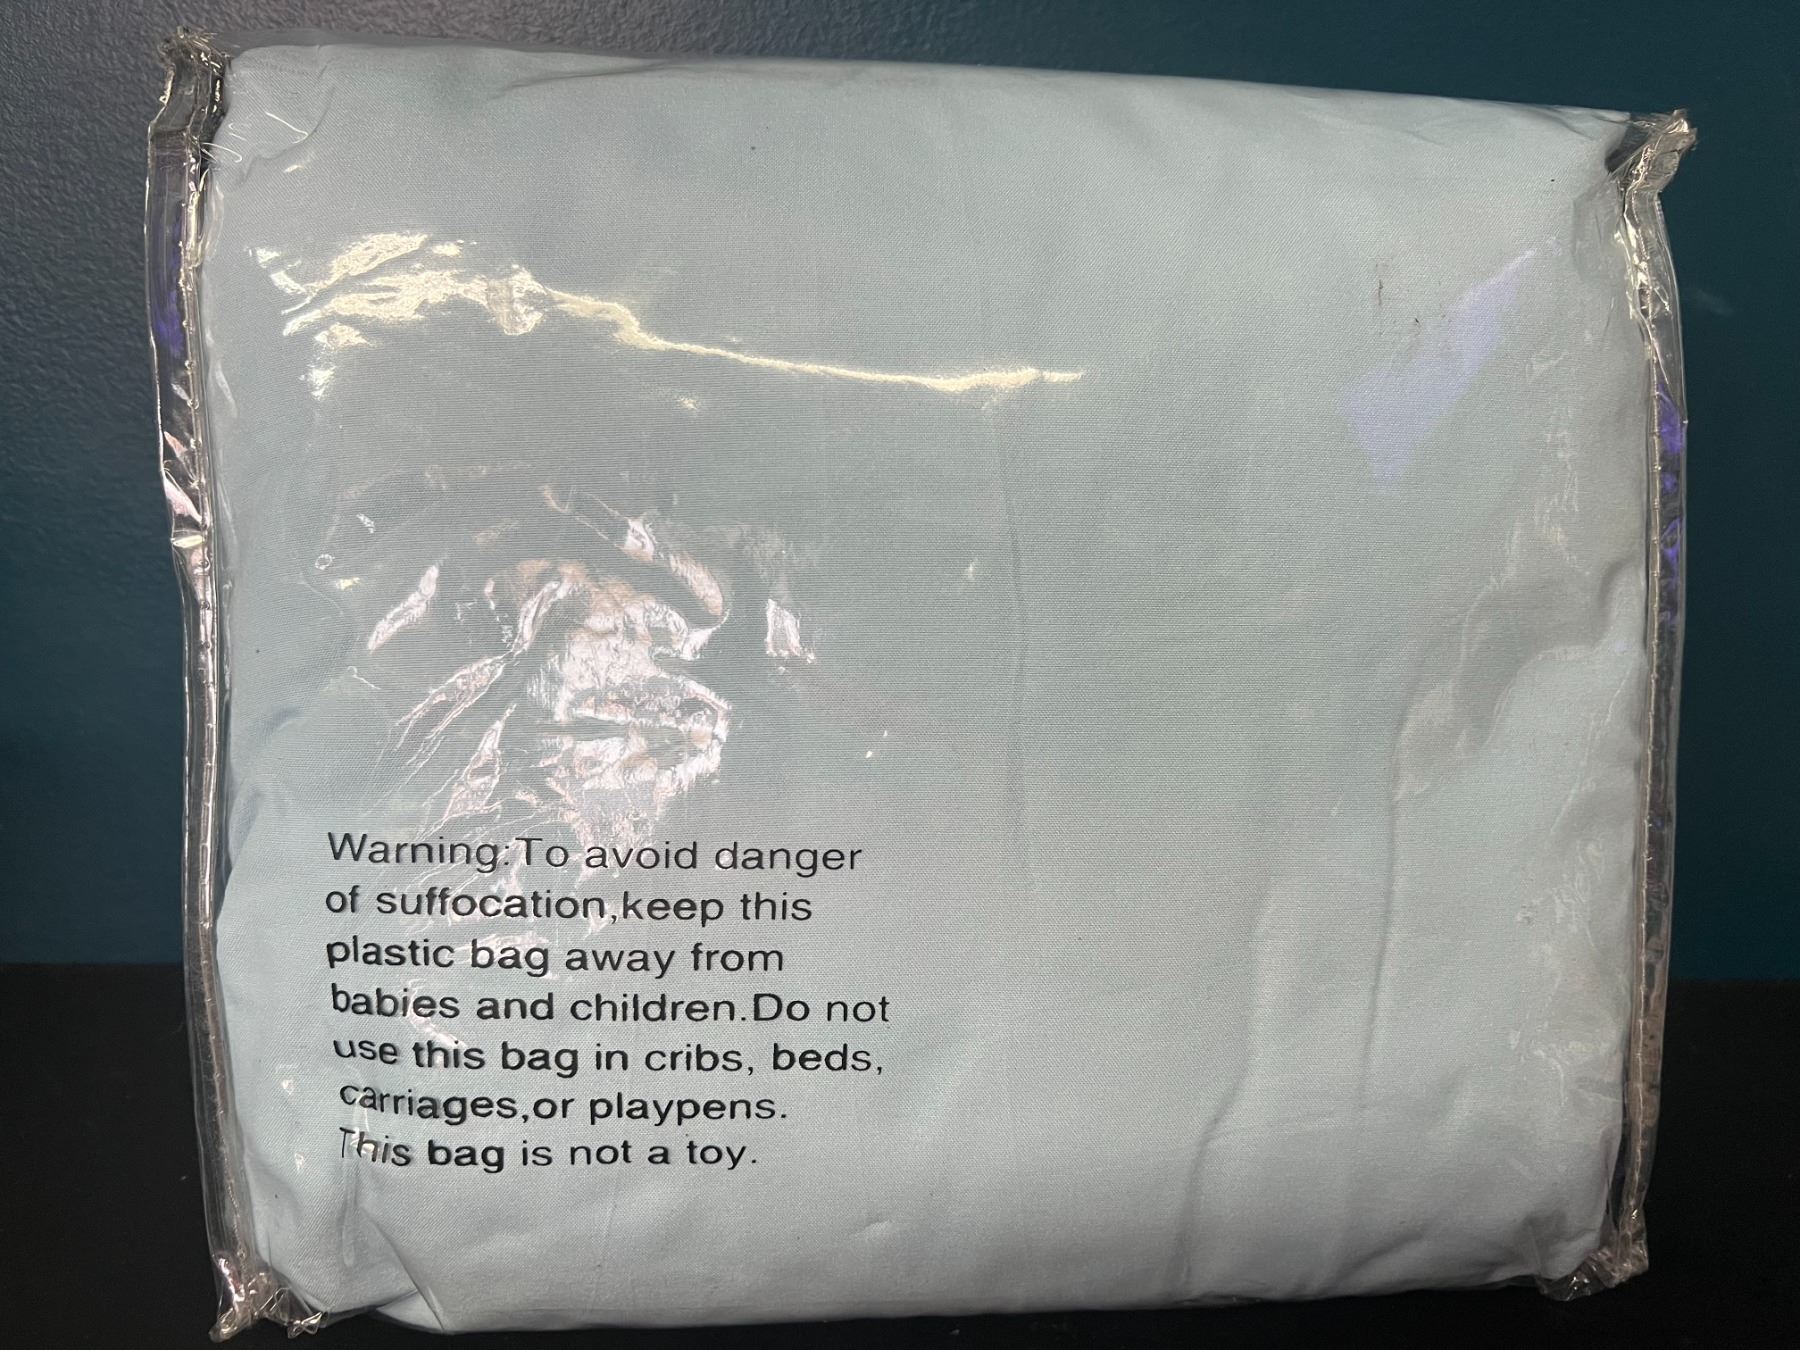 Warning:To avoid danger
of suffocation,keep this
plastic bag away from
babies and children.Do not
use this bag in cribs, beds,
carriages,or playpens.
This bag is not a toy.